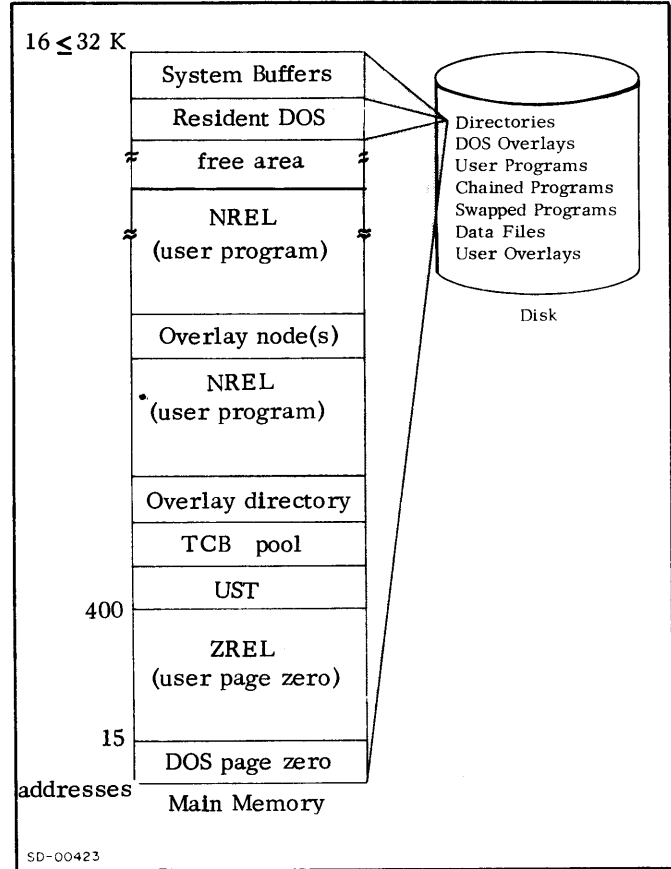 16 ≤ 32 K
System Buffers
Resident DOS
free area
NREL
(user program)
Overlay node(s)
NREL
(user program)
Overlay directory
TCB pool
UST
400
ZREL
(user page zero)
15
DOS page zero
addresses
Main Memory
Directories
DOS Overlays
User Programs
Chained Programs
Swapped Programs
Data Files
User Overlays
Disk
SD-00423